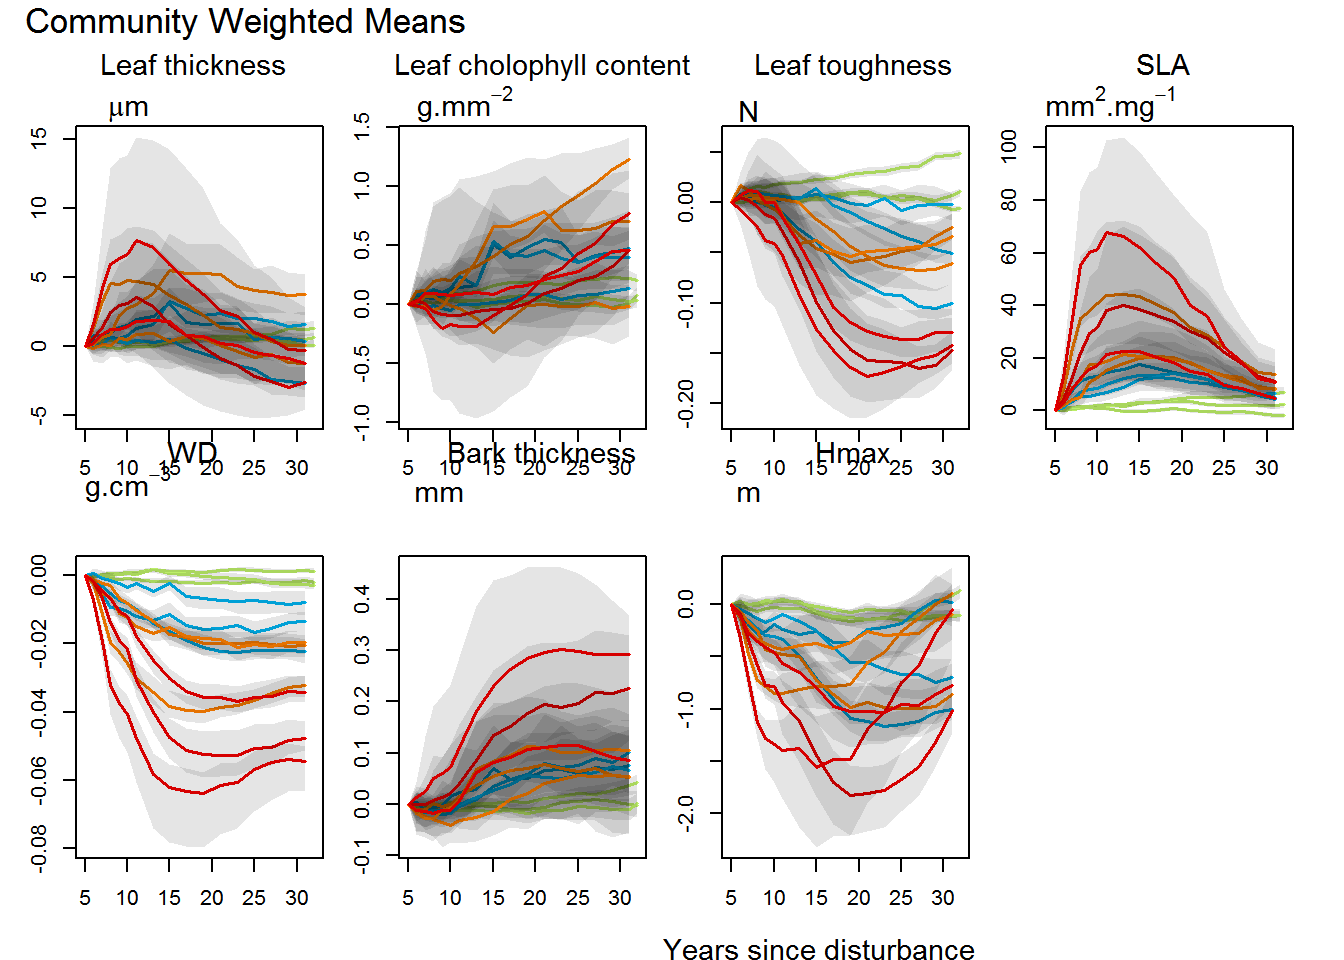 Community Weighted Means
Leaf thickness Leaf cholophyll content Leaf toughness SLA
μm g.mm−2 N mm2.mg−1
15 10 5 0 -5
1.5 1.0 0.5 0.0 -0.5 -1.0
0.00 -0.10 -0.20
100 80 60 40 20 0
5 10 15 20 25 30 5 10 15 20 25 30 5 10 15 20 25 30 5 10 15 20 25 30
WD Bark thickness Hmax
g.cm−3 mm m
0.00 -0.02 -0.04 -0.06 -0.08
0.4 0.3 0.2 0.1 0.0 -0.1
0.0 -1.0 -2.0
5 10 15 20 25 30 5 10 15 20 25 30 5 10 15 20 25 30
Years since disturbance